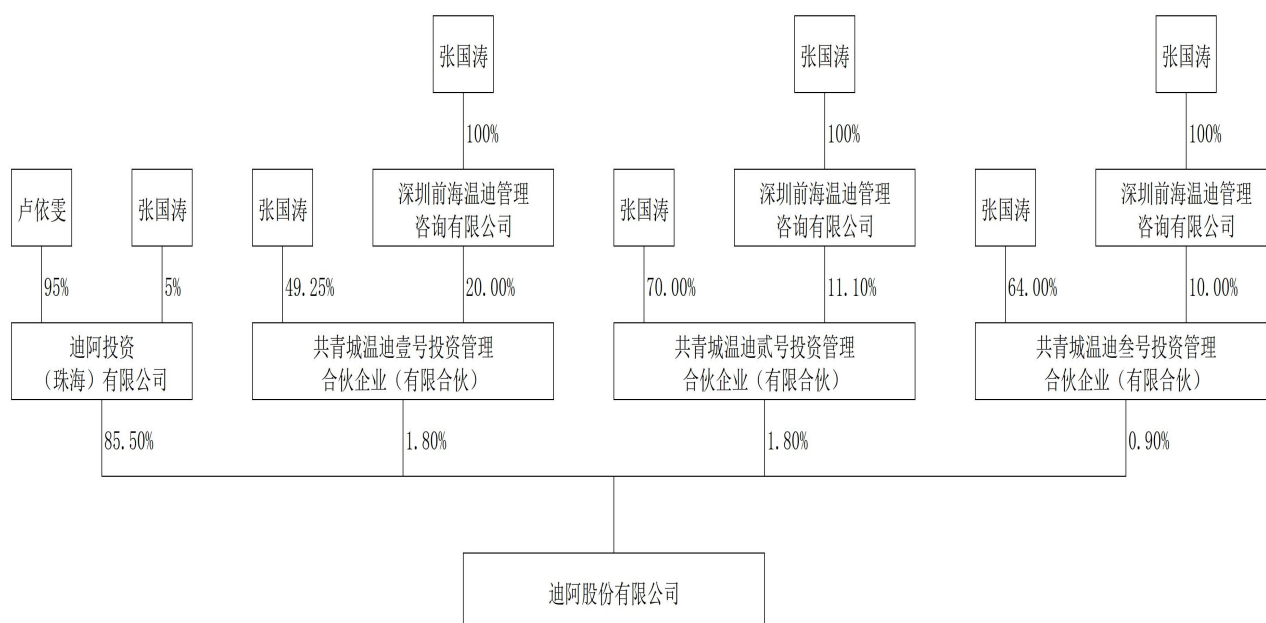 张国涛
张国涛
张国涛
100%
100%
100%
卢依雯
张国涛
张国涛
深圳前海温迪管理
咨询有限公司
张国涛
深圳前海温迪管理
咨询有限公司
张国涛
深圳前海温迪管理
咨询有限公司
95%
5%
49.25%
20.00%
70.00%
11.10%
64.00%
10.00%
迪阿投资
（珠海）有限公司
共青城温迪壹号投资管理
合伙企业（有限合伙）
共青城温迪贰号投资管理
合伙企业（有限合伙）
共青城温迪叁号投资管理
合伙企业（有限合伙）
85.50%
1.80%
1.80%
0.90%
迪阿股份有限公司